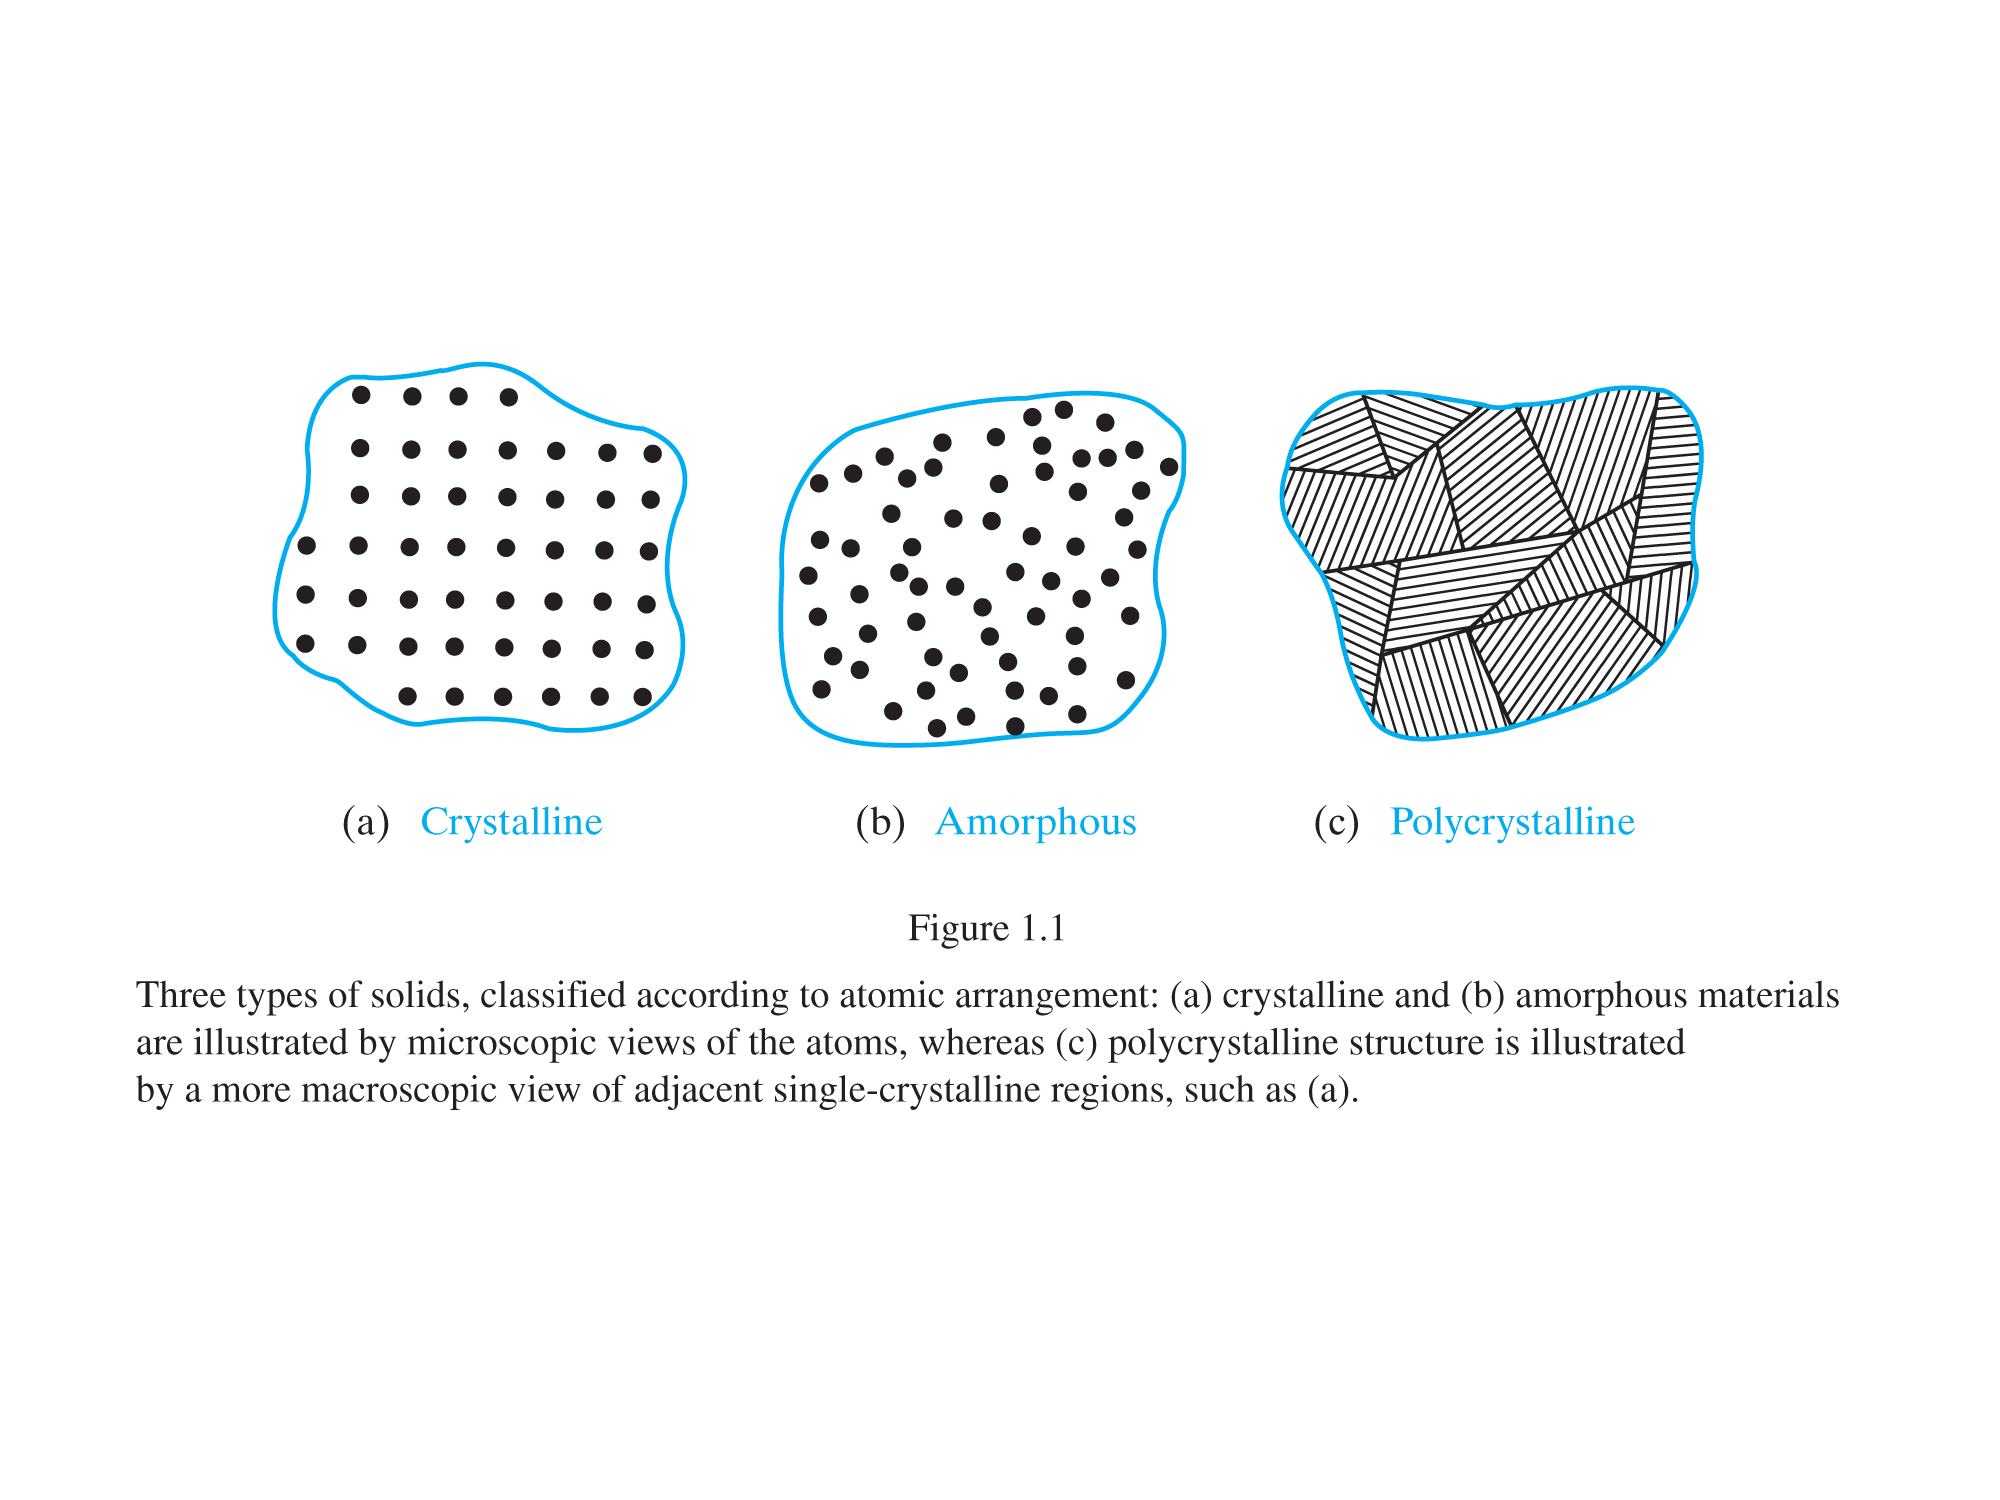 (a) Crystalline (b) Amorphous (c) Polycrystalline
Figure 1.1
Three types of solids, classified according to atomic arrangement: (a) crystalline and (b) amorphous materials
are illustrated by microscopic views of the atoms, whereas (c) polycrystalline structure is illustrated
by a more macroscopic view of adjacent single-crystalline regions, such as (a).